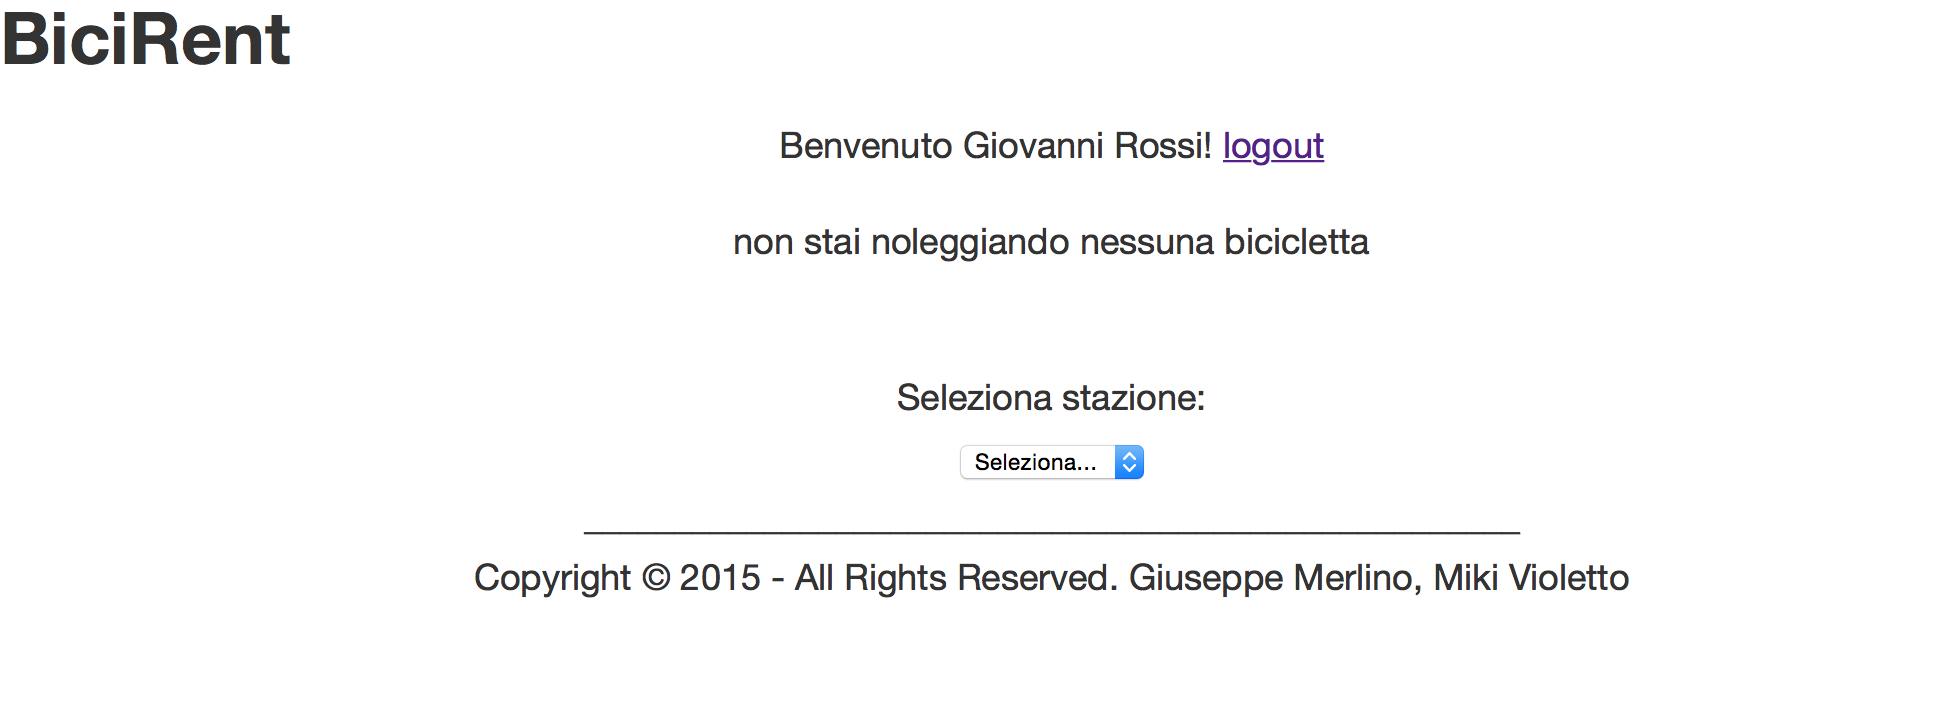 BiciRent
Benvenuto Giovanni Rossi! logout
non stai noleggiando nessuna bicicletta
Seleziona stazione:
Seleziona...
Copyright © 2015 - All Rights Reserved. Giuseppe Merlino, Miki Violetto